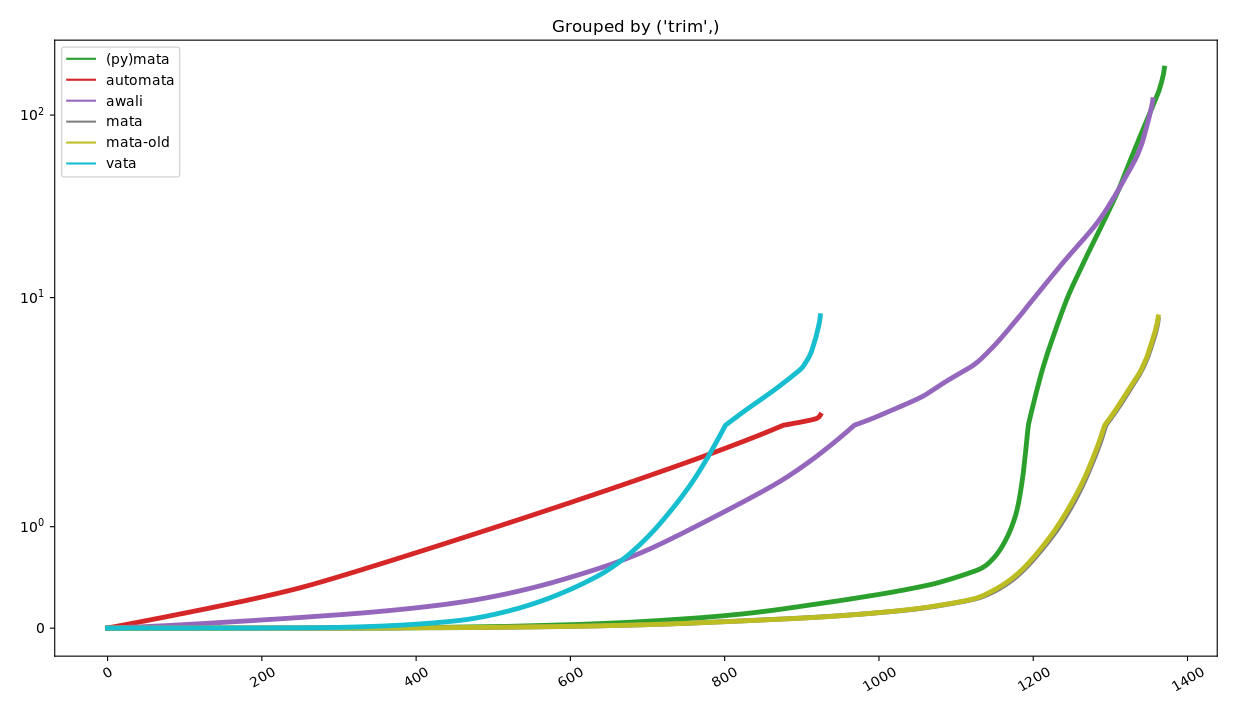 Grouped by ('trim',)
(py)mata
automata
awali
mata
mata-old
vata
10²
10¹
10⁰
0
0
200
400
600
800
1000
1200
1400